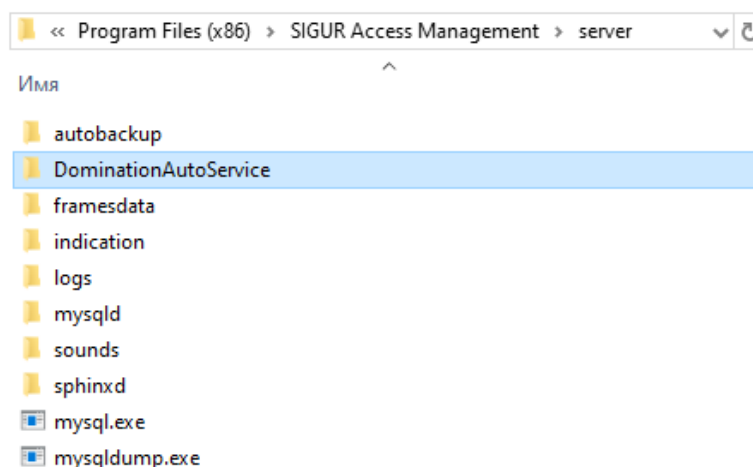 « Program Files (x86) > SIGUR Access Management > server
Имя
autobackup
DominationAutoService
framesdata
indication
logs
mysqld
sounds
sphinxd
mysql.exe
mysqldump.exe